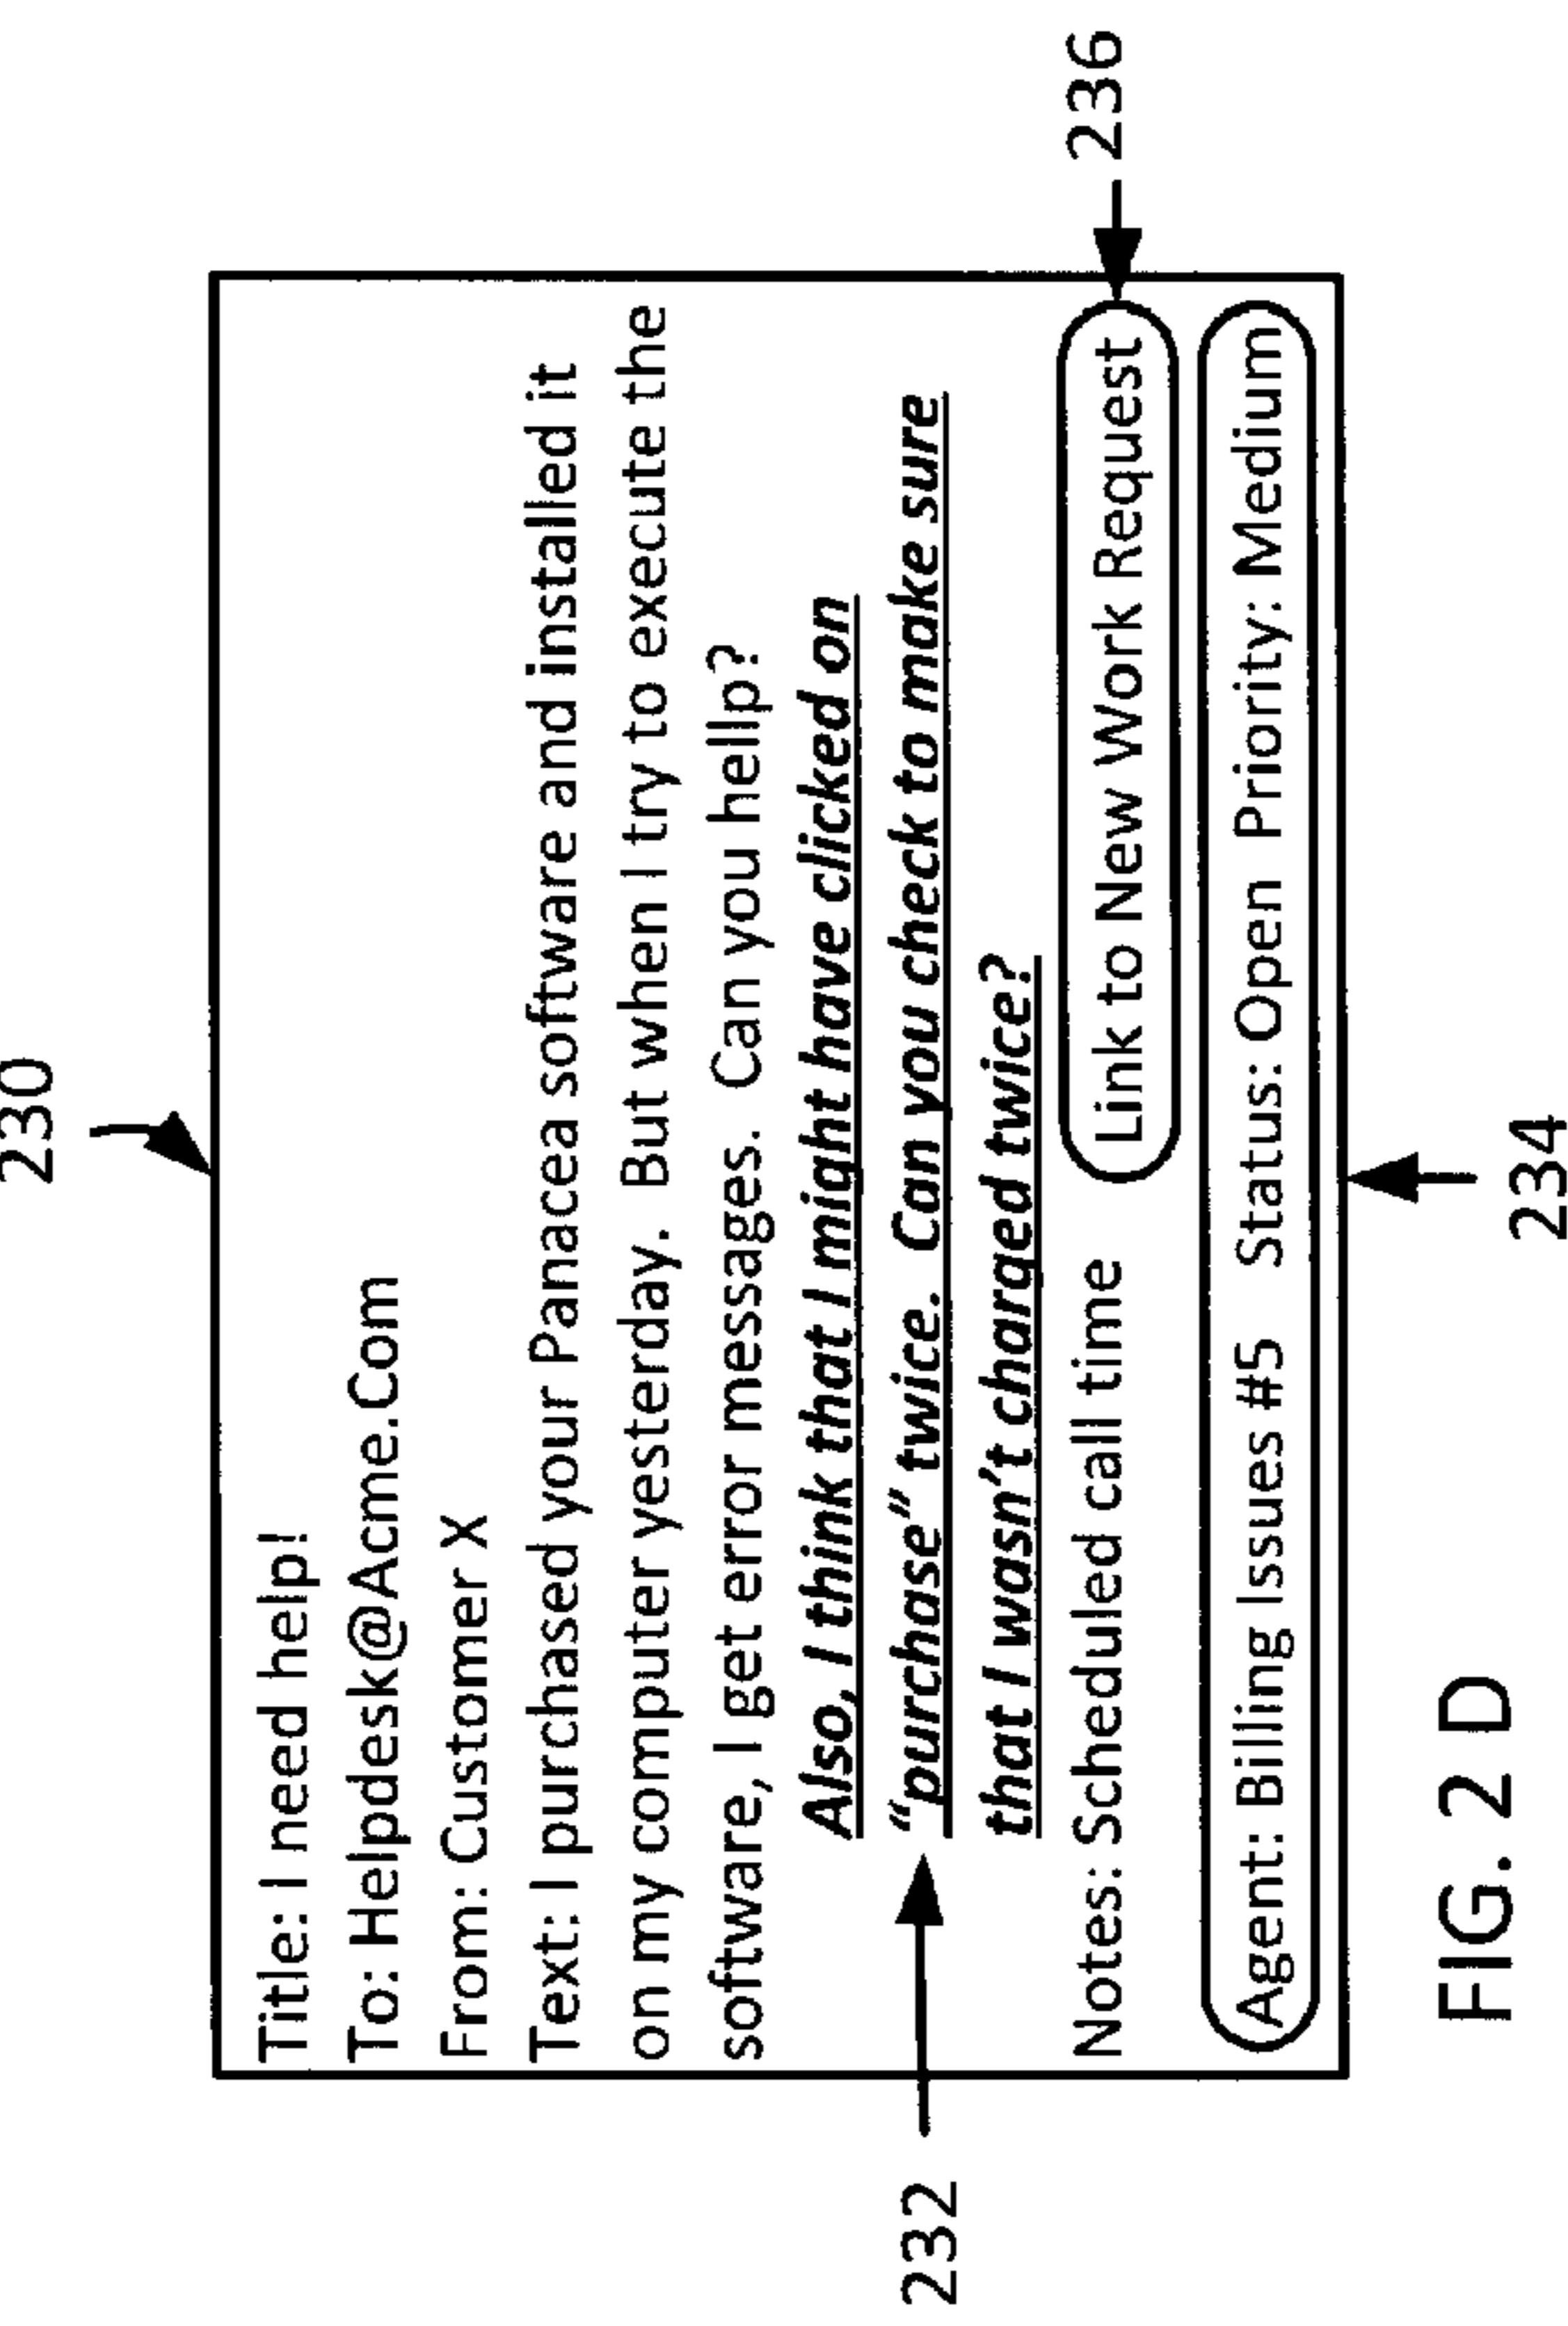 230
Title: I need help!
To: Helpdesk@Acme.Com
From: Customer X
Text: I purchased your Panacea software and installed it
on my computer yesterday. But when I try to execute the
software, I get error messages. Can you hellp?
Also, I think that I might have clicked on
232
“purchase” twice. Can you check to make sure
that I wasn't charged twice?
Notes: Scheduled call time Link to New Work Request
236
Agent: Billing Issues #5 Status: Open Priority: Medium
234
FIG. 2 D